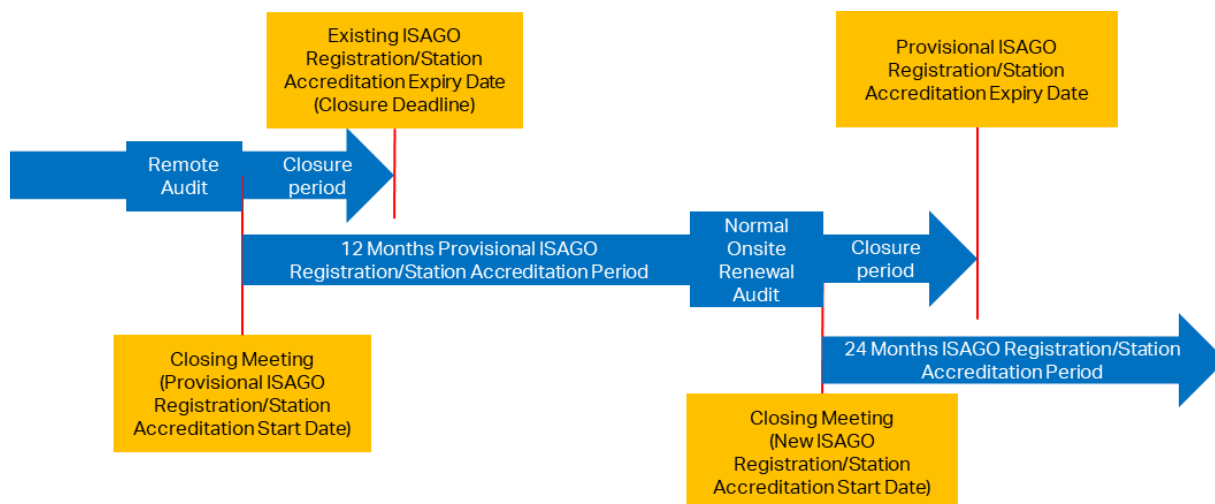 Existing ISAGO
Registration/Station
Accreditation Expiry Date
(Closure Deadline)
Provisional ISAGO
Registration/Station
Accreditation Expiry Date
Remote
Audit
Closure
period
12 Months Provisional ISAGO
Registration/Station Accreditation Period
Normal
Onsite
Renewal
Audit
Closure
period
Closing Meeting
(Provisional ISAGO
Registration/Station
Accreditation Start Date)
24 Months ISAGO Registration/Station
Accreditation Period
Closing Meeting
(New ISAGO
Registration/Station
Accreditation Start Date)